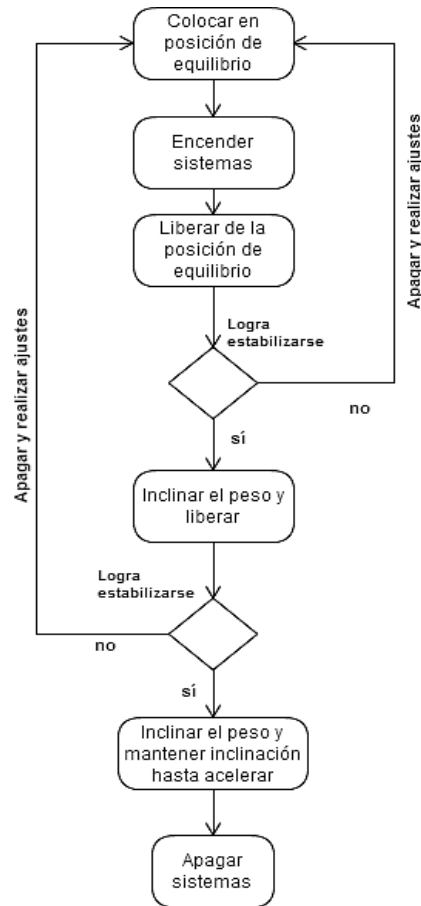 Colocar en
posición de
equilibrio
Encender
sistemas
Liberar de la
posición de
equilibrio
Logra
estabilizarse
no
sí
Apagar y realizar ajustes
Inclinar el peso y
liberar
Logra
estabilizarse
no
sí
Apagar y realizar ajustes
Inclinar el peso y
mantener inclinación
hasta acelerar
Apagar
sistemas